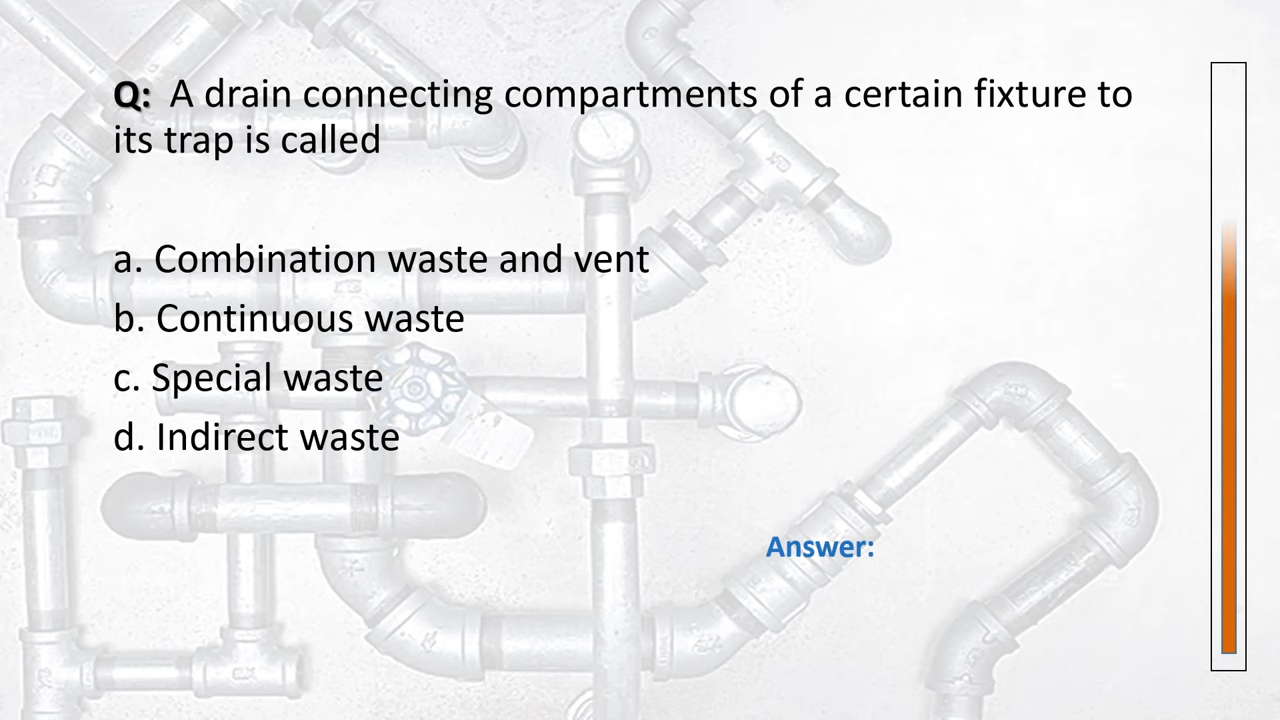 Q: A drain connecting compartments of a certain fixture to
its trap is called
a. Combination waste and vent
b. Continuous waste
c. Special waste
d. Indirect waste
Answer: